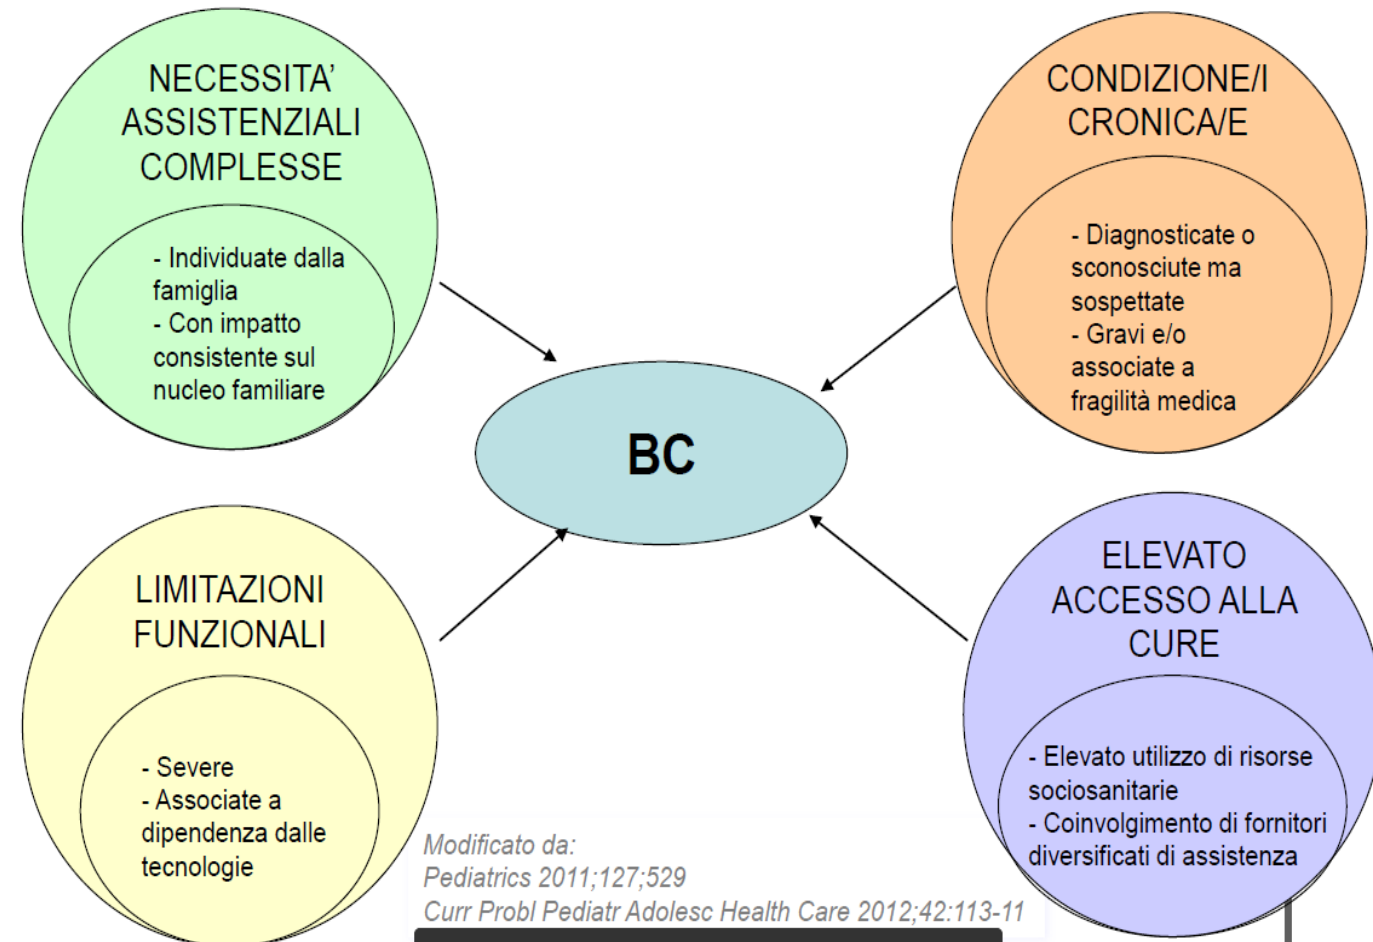 NECESSITA'
ASSISTENZIALI
COMPLESSE
- Individuate dalla
famiglia
- Con impatto
consistente sul
nucleo familiare
CONDIZIONE/I
CRONICA/E
- Diagnosticate o
sconosciute ma
sospettate
- Gravi e/o
associate a
fragilità medica
BC
LIMITAZIONI
FUNZIONALI
- Severe
- Associate a
dipendenza dalle
tecnologie
ELEVATO
ACCESSO ALLA
CURE
- Elevato utilizzo di risorse
sociosanitarie
- Coinvolgimento di fornitori
diversificati di assistenza
Modificato da:
Pediatrics 2011;127;529
Curr Probl Pediatr Adolesc Health Care 2012;42:113-11